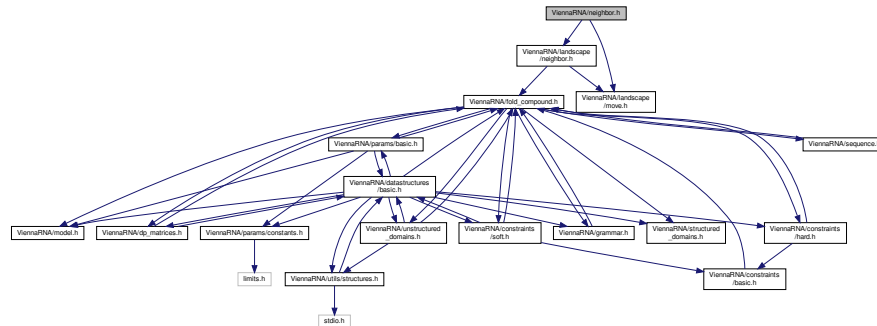 ViennaRNA/neighbor.h
ViennaRNA/landscape
/neighbor.h
ViennaRNA/landscape
/move.h
ViennaRNA/fold_compound.h
ViennaRNA/params/basic.h
ViennaRNA/sequence.
ViennaRNA/datastructures
/basic.h
ViennaRNA/model.h
ViennaRNA/dp_matrices.h
ViennaRNA/params/constants.h
ViennaRNA/unstructured
_domains.h
ViennaRNA/constraints
/soft.h
ViennaRNA/grammar.h
ViennaRNA/structured
_domains.h
ViennaRNA/constraints
/hard.h
limits.h
ViennaRNA/utils/structures.h
ViennaRNA/constraints
/basic.h
stdio.h